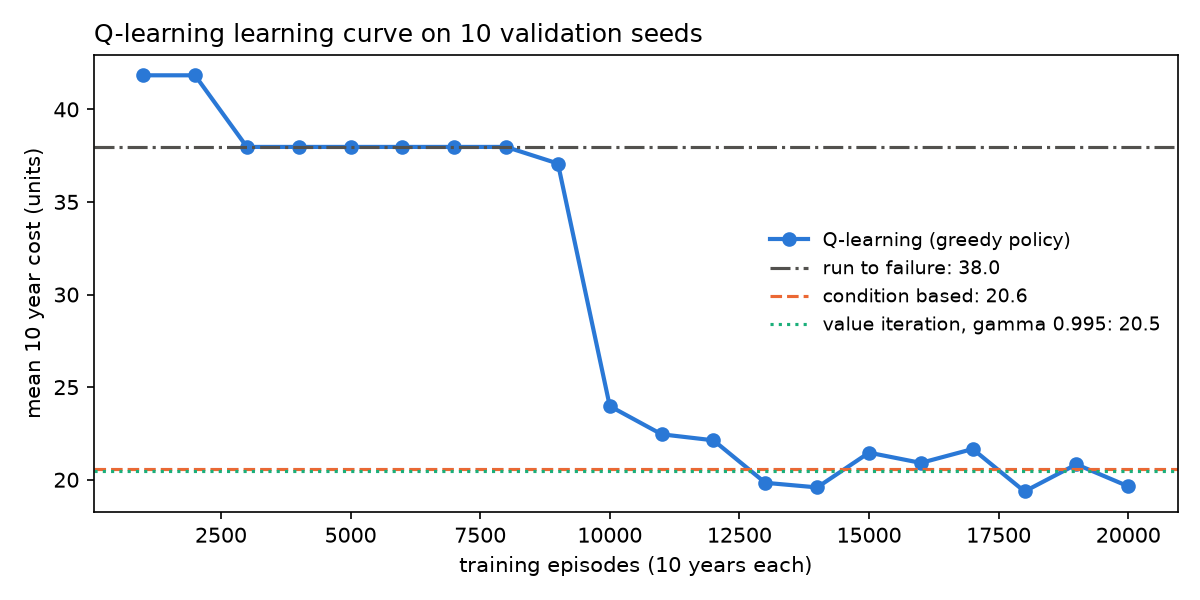 Q-learning learning curve on 10 validation seeds
mean 10 year cost (units)
40
35
30
25
20
Q-learning (greedy policy)
run to failure: 38.0
condition based: 20.6
value iteration, gamma 0.995: 20.5
2500 5000 7500 10000 12500 15000 17500 20000
training episodes (10 years each)